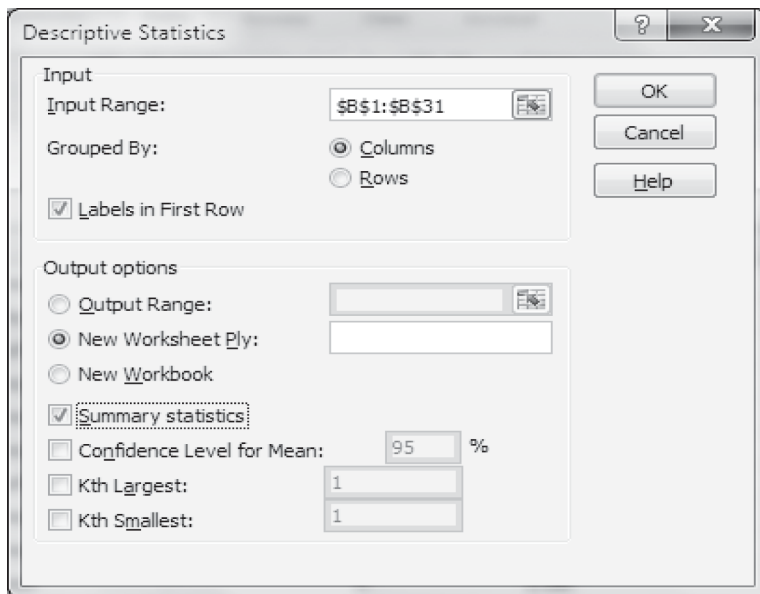 Descriptive Statistics
?
X
Input
Input Range:
$B$1:$B$31
Grouped By:
Columns
Rows
Labels in First Row
OK
Cancel
Help
Output options
Output Range:
New Worksheet Ply:
New Workbook
Summary statistics
Confidence Level for Mean: 95 %
Kth Largest: 1
Kth Smallest: 1